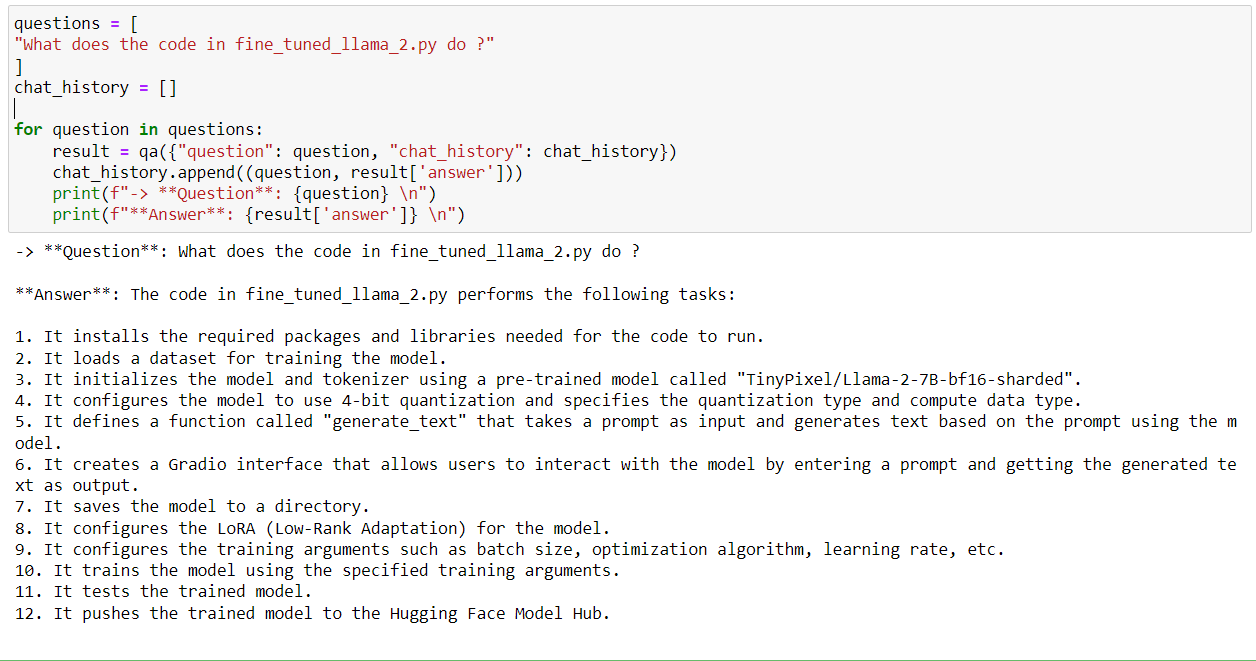 questions = [
"What does the code in fine_tuned_llama_2.py do ?"
]
chat_history = []
for question in questions:
    result = qa({"question": question, "chat_history": chat_history})
    chat_history.append((question, result['answer']))
    print(f"-> **Question**: {question} \n")
    print(f"**Answer**: {result['answer']} \n")
-> **Question**: What does the code in fine_tuned_llama_2.py do ?
**Answer**: The code in fine_tuned_llama_2.py performs the following tasks:
1. It installs the required packages and libraries needed for the code to run.
2. It loads a dataset for training the model.
3. It initializes the model and tokenizer using a pre-trained model called "TinyPixel/Llama-2-7B-bf16-sharded".
4. It configures the model to use 4-bit quantization and specifies the quantization type and compute data type.
5. It defines a function called "generate_text" that takes a prompt as input and generates text based on the prompt using the m
odel.
6. It creates a Gradio interface that allows users to interact with the model by entering a prompt and getting the generated te
xt as output.
7. It saves the model to a directory.
8. It configures the LoRA (Low-Rank Adaptation) for the model.
9. It configures the training arguments such as batch size, optimization algorithm, learning rate, etc.
10. It trains the model using the specified training arguments.
11. It tests the trained model.
12. It pushes the trained model to the Hugging Face Model Hub.